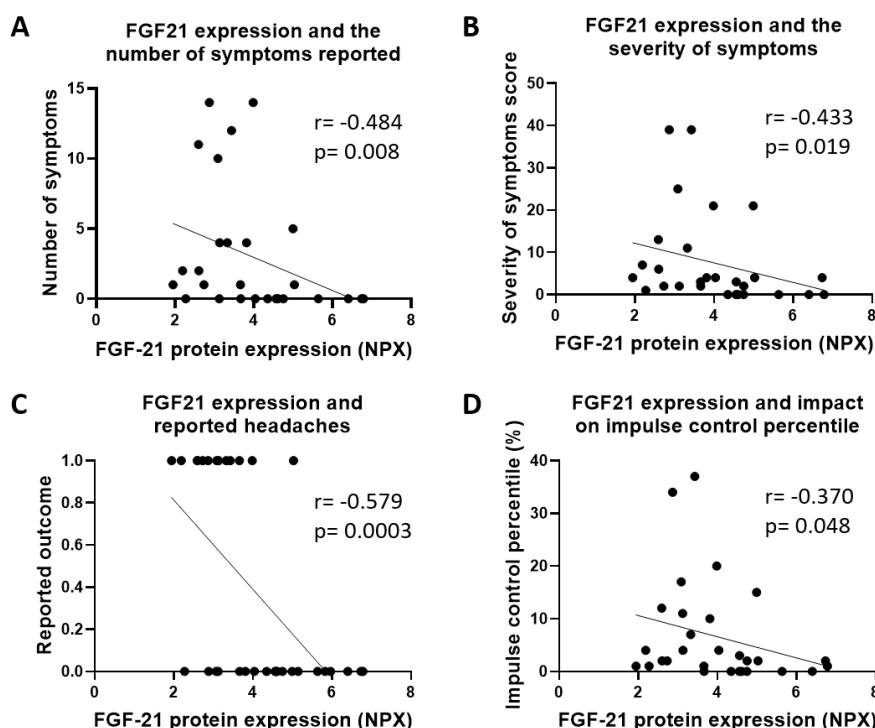 A
FGF21 expression and the
number of symptoms reported
Number of symptoms
15
10
5
0
r= -0.484
p= 0.008
0 2 4 6 8
FGF-21 protein expression (NPX)
B
FGF21 expression and the
severity of symptoms
Severity of symptoms score
50
40
30
20
10
0
r= -0.433
p= 0.019
0 2 4 6 8
FGF-21 protein expression (NPX)
C
FGF21 expression and
reported headaches
Reported outcome
1.0
0.8
0.6
0.4
0.2
0.0
r= -0.579
p= 0.0003
0 2 4 6 8
FGF-21 protein expression (NPX)
D
FGF21 expression and impact
on impulse control percentile
Impulse control percentile (%)
40
30
20
10
0
r= -0.370
p= 0.048
0 2 4 6 8
FGF-21 protein expression (NPX)